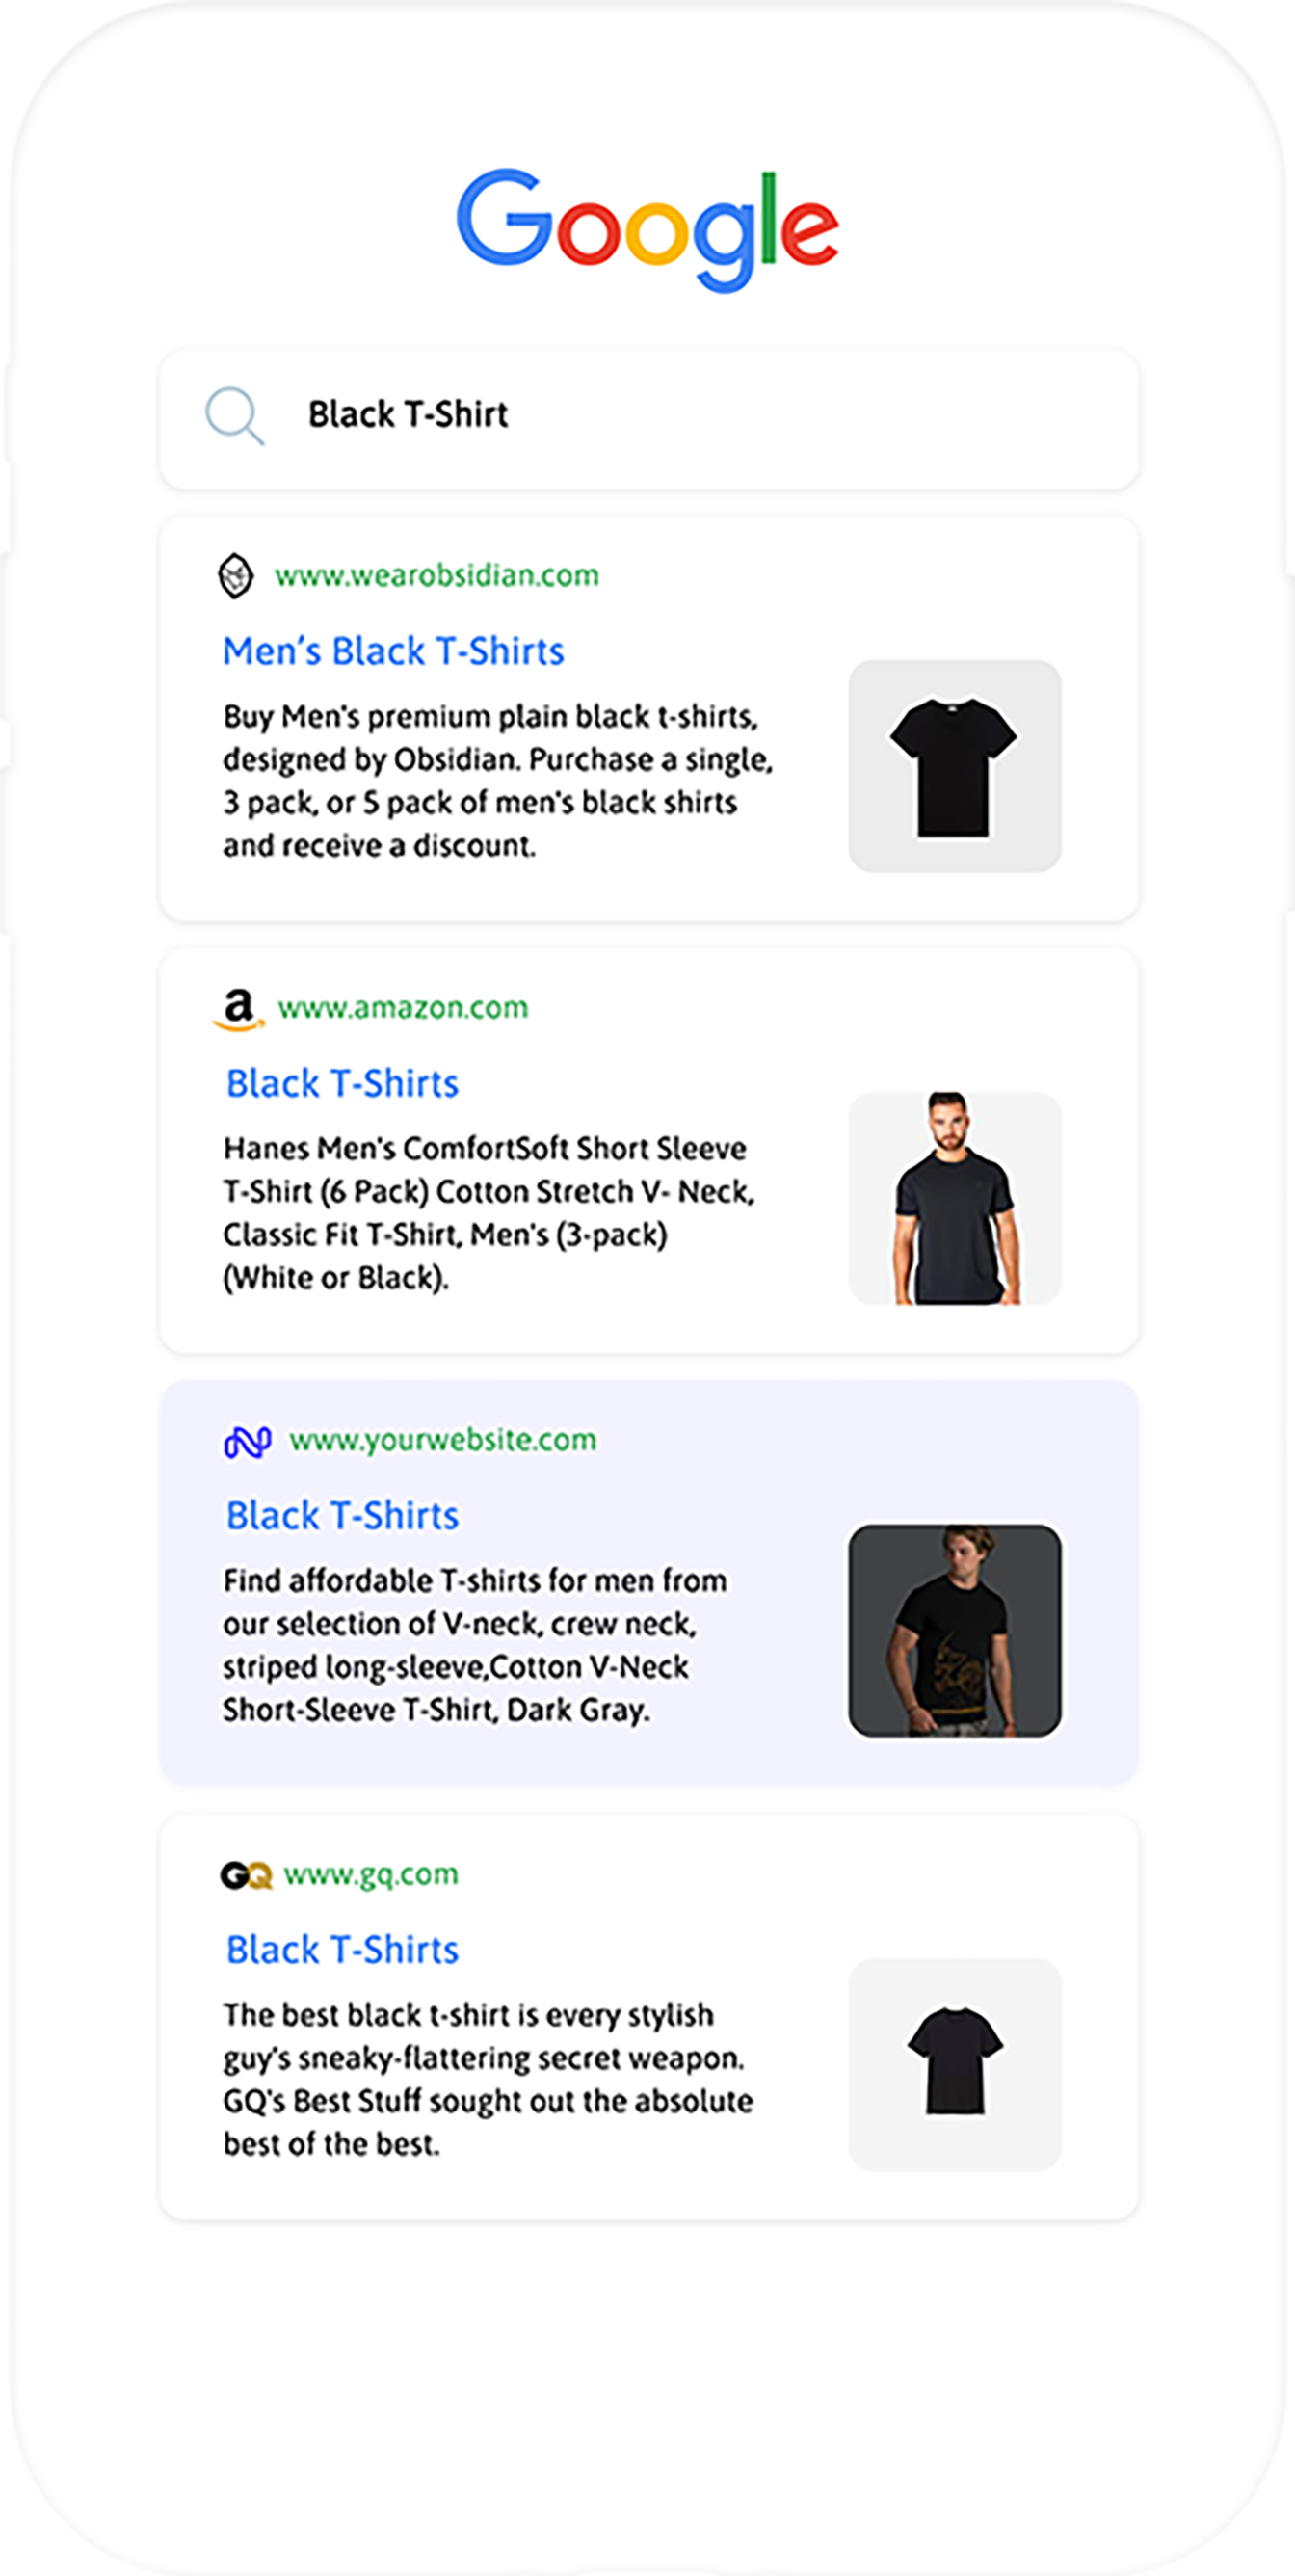 Google
Black T-Shirt
www.wearobsidian.com
Men's Black T-Shirts
Buy Men's premium plain black t-shirts,
designed by Obsidian. Purchase a single,
3 pack, or 5 pack of men's black shirts
and receive a discount.
a www.amazon.com
Black T-Shirts
Hanes Men's ComfortSoft Short Sleeve
T-Shirt (6 Pack) Cotton Stretch V- Neck,
Classic Fit T-Shirt, Men's (3-pack)
(White or Black).
www.yourwebsite.com
Black T-Shirts
Find affordable T-shirts for men from
our selection of V-neck, crew neck,
striped long-sleeve,Cotton V-Neck
Short-Sleeve T-Shirt, Dark Gray.
GQ www.gq.com
Black T-Shirts
The best black t-shirt is every stylish
guy's sneaky-flattering secret weapon.
GQ's Best Stuff sought out the absolute
best of the best.